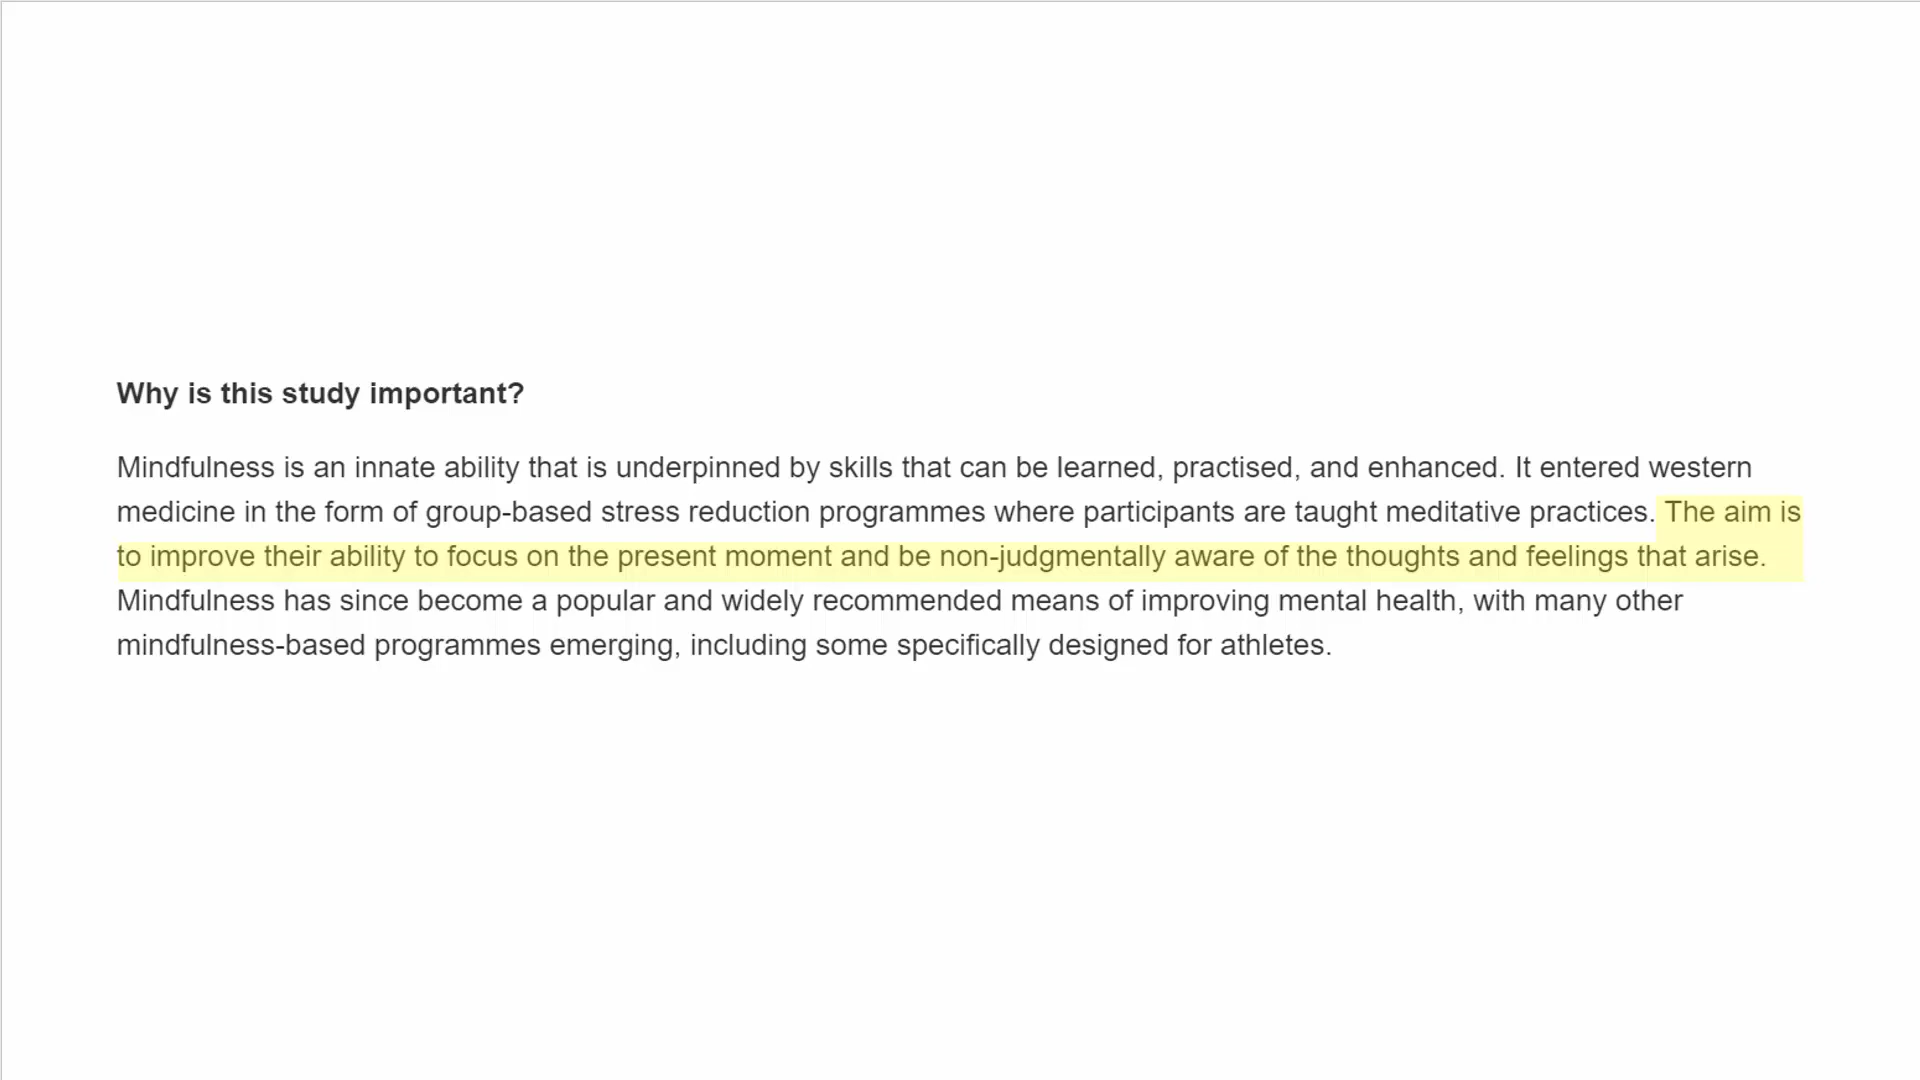 Why is this study important?
Mindfulness is an innate ability that is underpinned by skills that can be learned, practised, and enhanced. It entered western
medicine in the form of group-based stress reduction programmes where participants are taught meditative practices. The aim is
to improve their ability to focus on the present moment and be non-judgmentally aware of the thoughts and feelings that arise.
Mindfulness has since become a popular and widely recommended means of improving mental health, with many other
mindfulness-based programmes emerging, including some specifically designed for athletes.